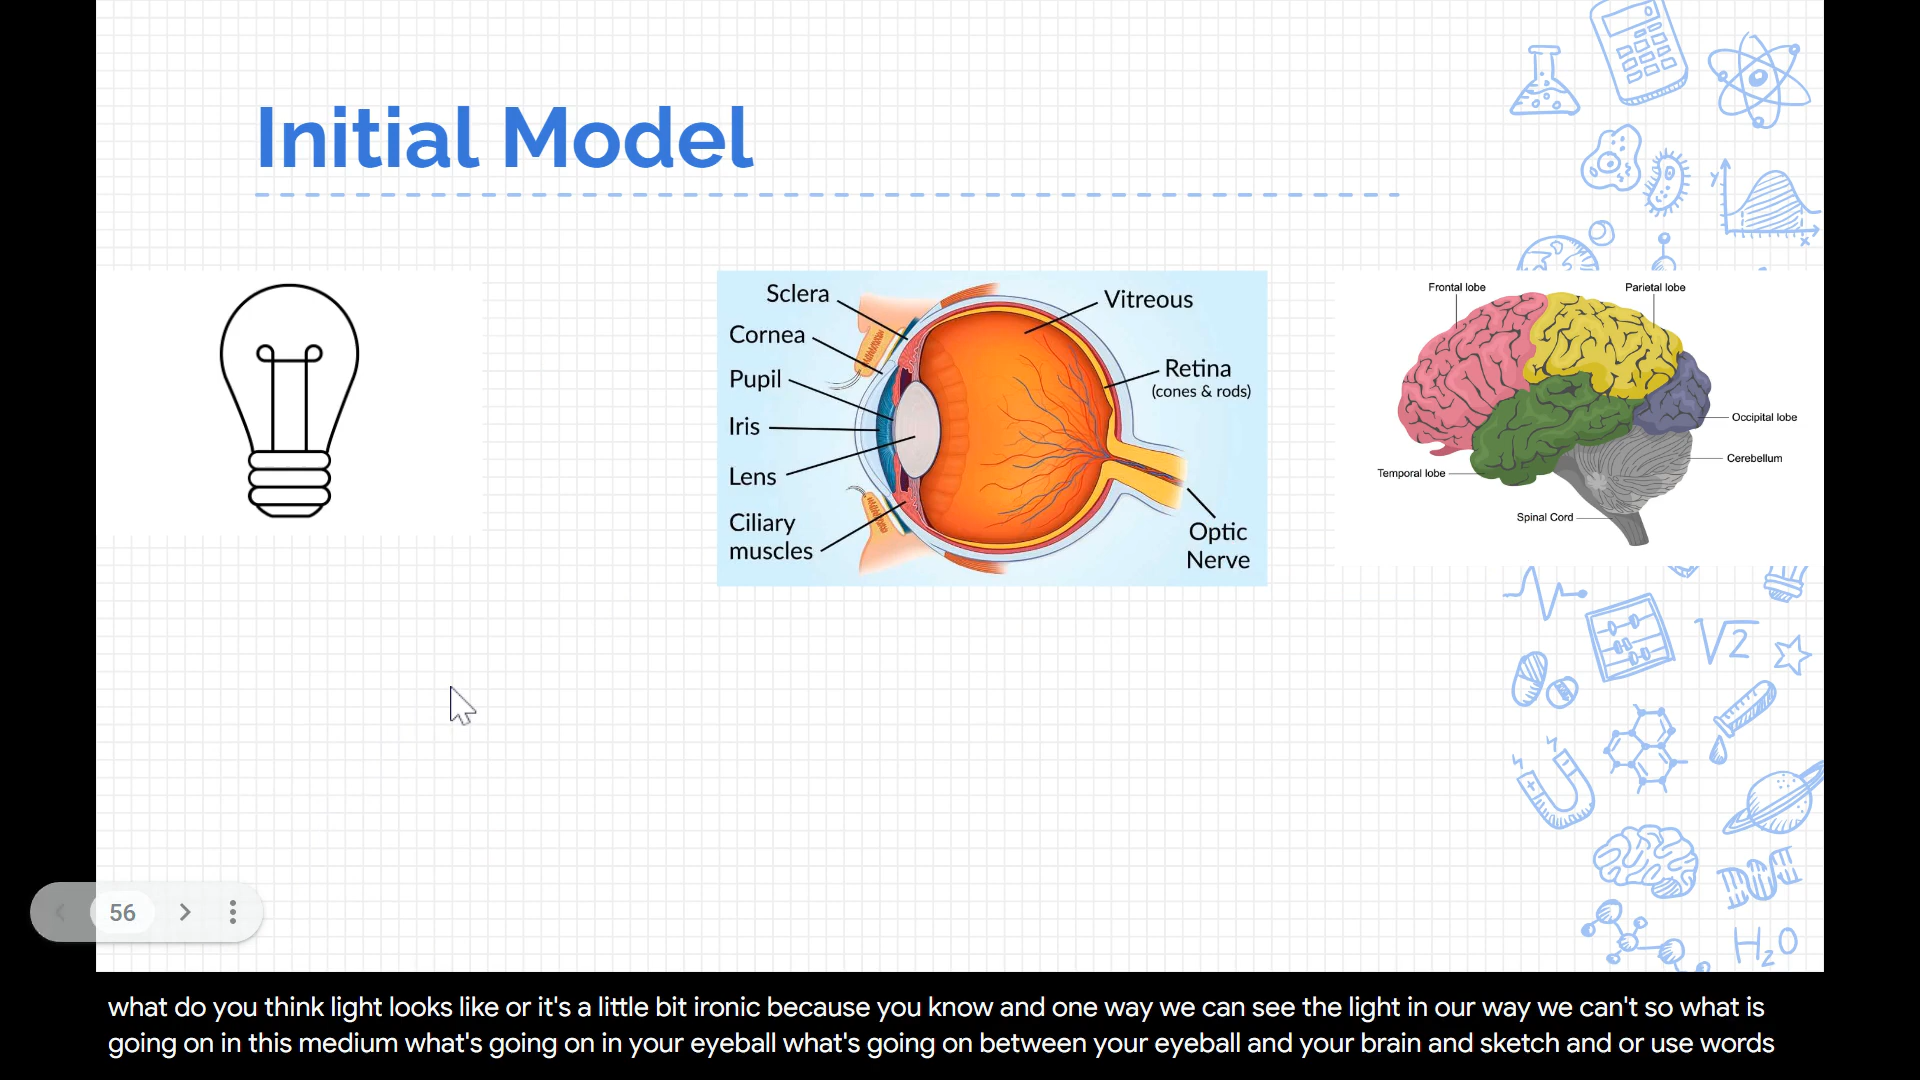 Initial Model
Sclera
Cornea
Pupil
Iris
Lens
Ciliary
muscles
Vitreous
Retina
(cones & rods)
Optic
Nerve
Frontal lobe
Parietal lobe
Occipital lobe
Cerebellum
Temporal lobe
Spinal Cord
y
x
√2
H₂O
56
what do you think light looks like or it's a little bit ironic because you know and one way we can see the light in our way we can't so what is
going on in this medium what's going on in your eyeball what's going on between your eyeball and your brain and sketch and or use words